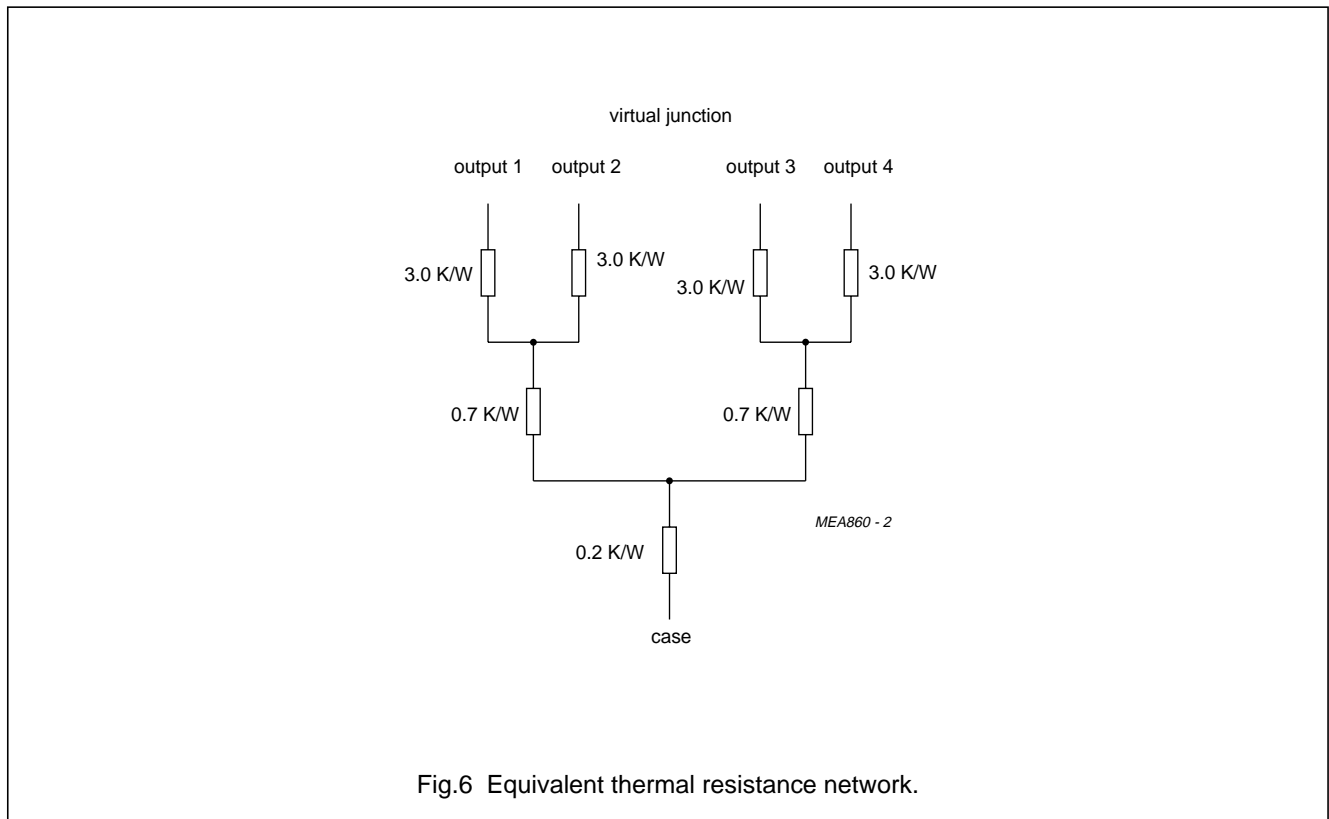 virtual junction
output 1 output 2 output 3 output 4
3.0 K/W 3.0 K/W 3.0 K/W 3.0 K/W
0.7 K/W 0.7 K/W
MEA860 - 2
0.2 K/W
case
Fig.6 Equivalent thermal resistance network.